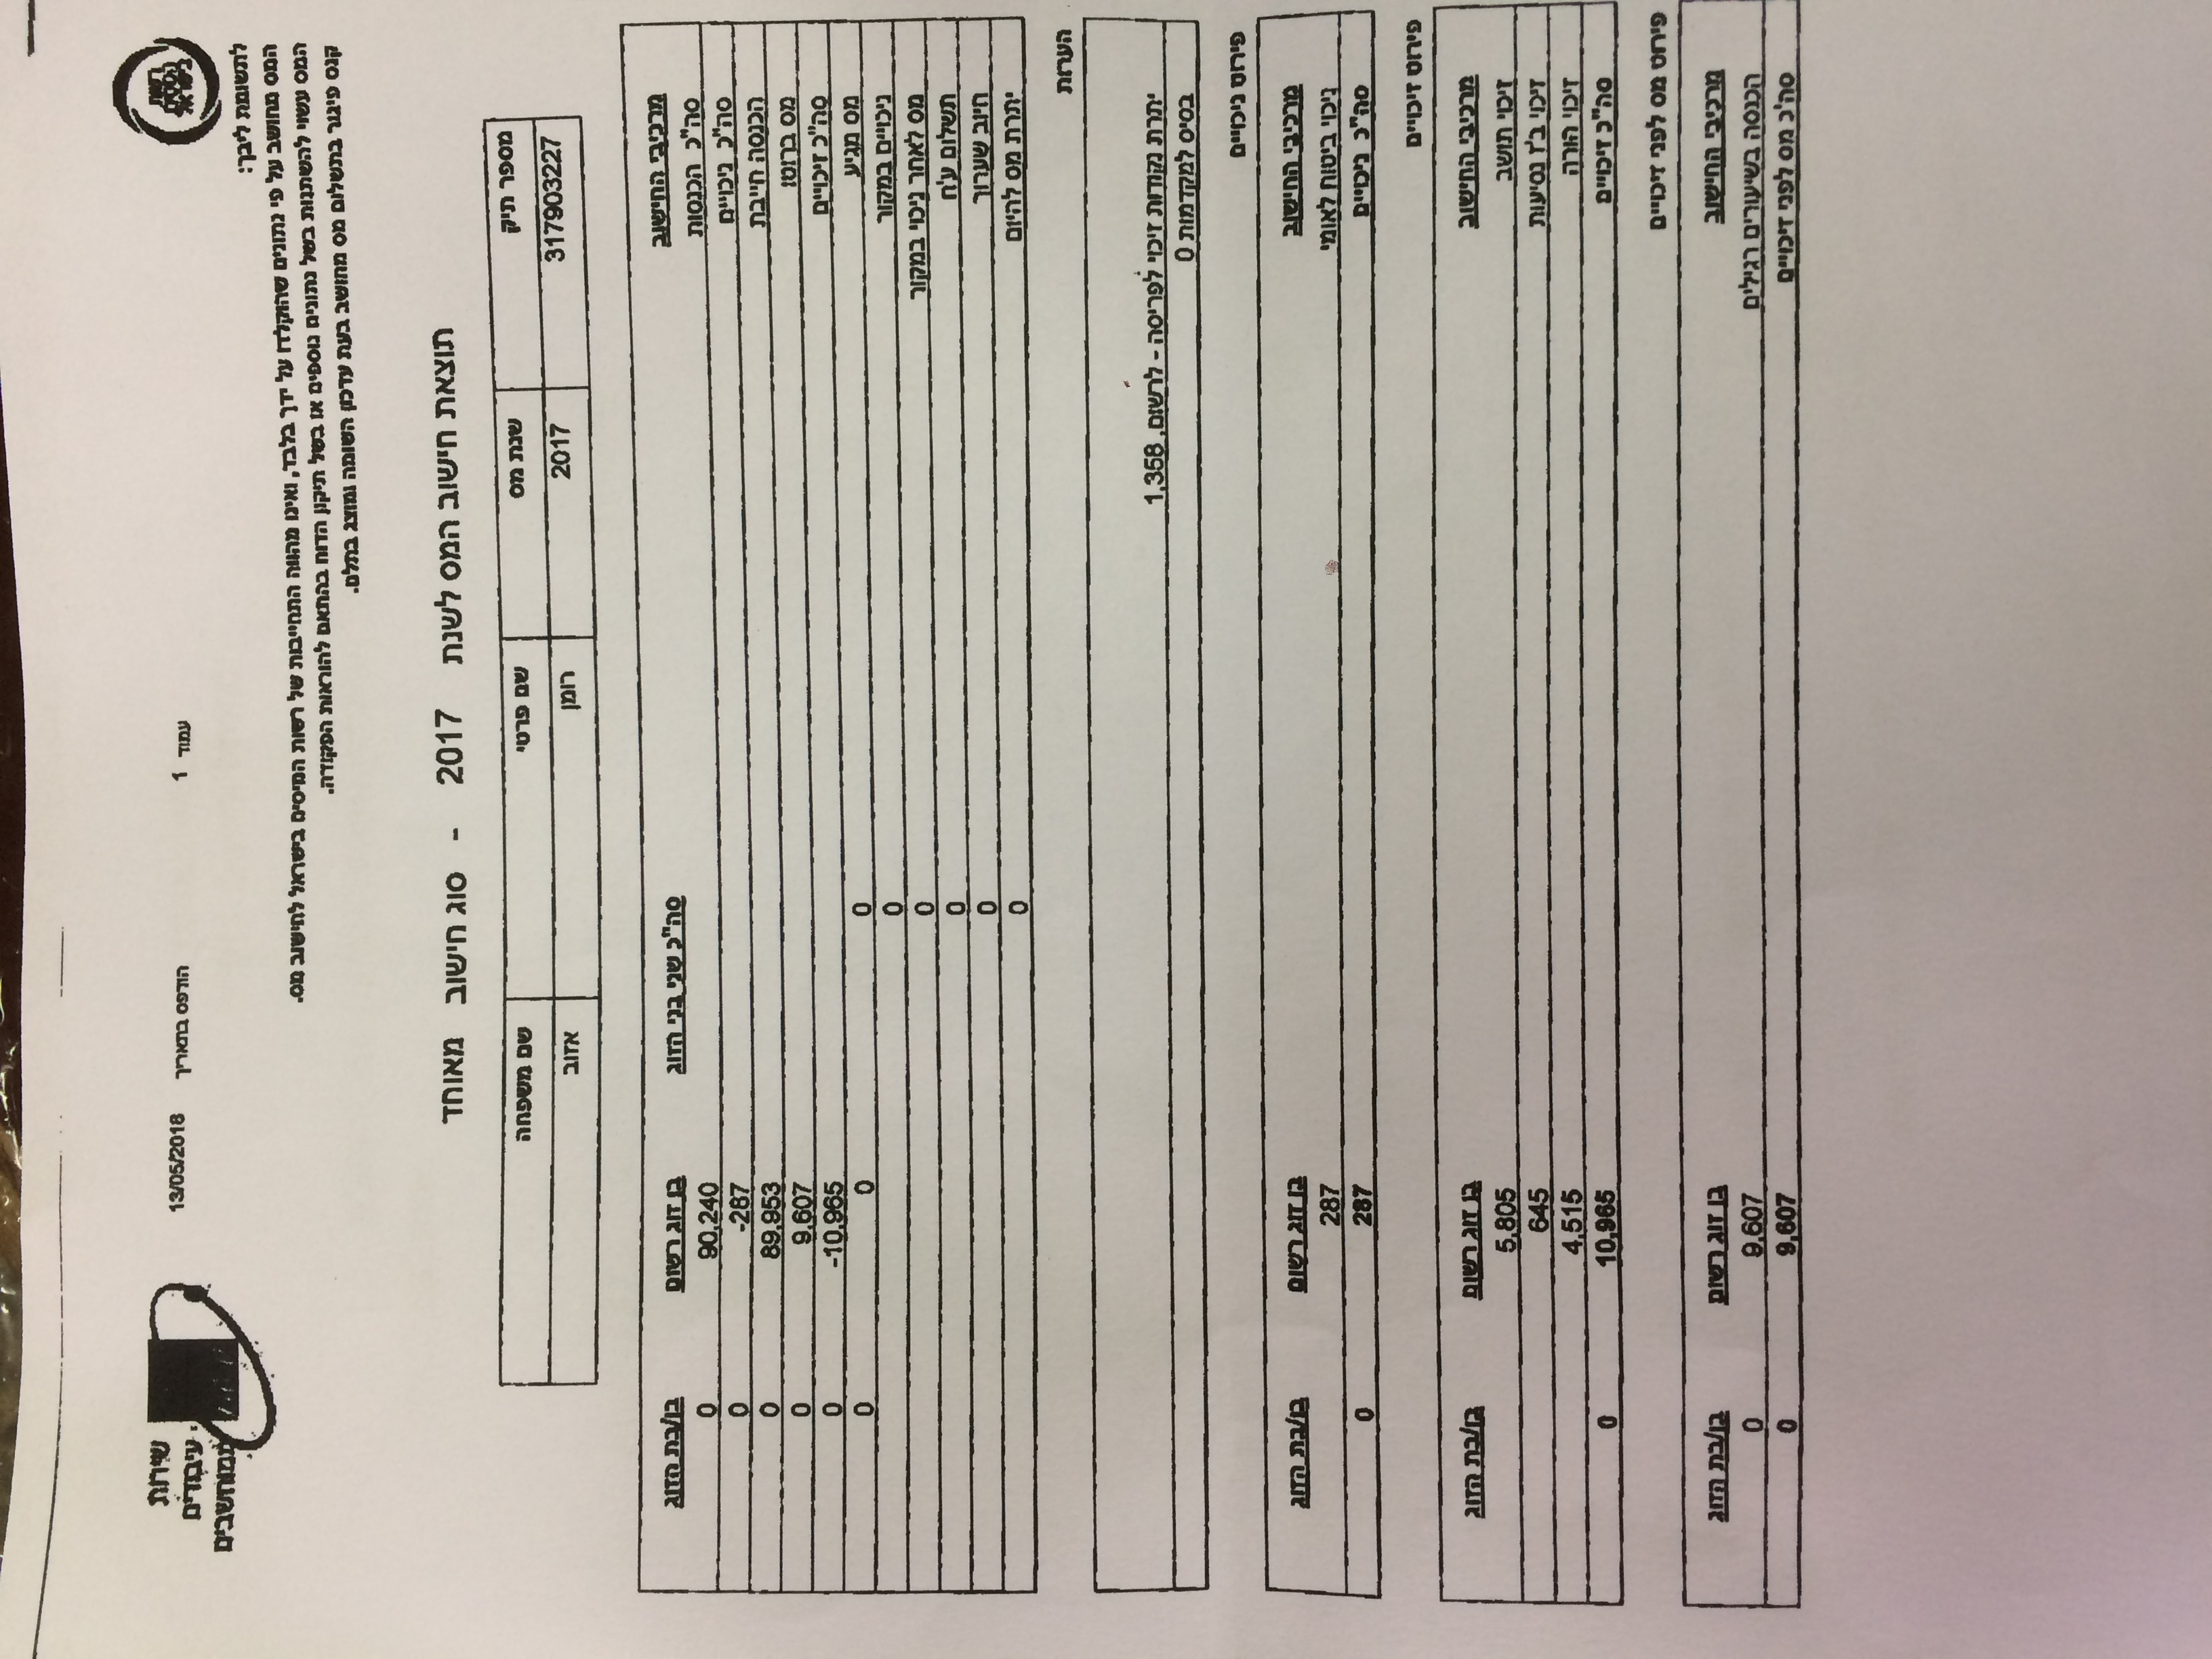 שירות
עיבודים
ממוחשבים
הודפס בתאריך 13/05/2018
עמוד 1
רשות
המסים
בישראל
לתשומת ליבך:
המס מחושב על פי נתונים שהוקלדו על ידך בלבד, ואינו מהווה התחייבות של רשות המיסים בישראל לחישוב מס.
המס עשוי להשתנות בשל נתונים נוספים או בשל תיקון הדוח בהתאם להוראות הפקודה.
קנס פיגור בתשלום מס מחושב בעת עדכון השומה ומוצג בתלם.
תוצאת חישוב המס לשנת 2017 - סוג חישוב מאוחד
מספר תיק שנת מס שם פרטי שם משפחה
317903227 2017 רומן אזוב
מרכיבי החישוב סה"כ שני בני הזוג בן זוג רשום בן/בת הזוג
סה"כ הכנסות 90,240 0
סה"כ ניכויים -287 0
הכנסה חייבת 89,953 0
מס ברוטו 9,607 0
סה"כ זיכויים -10,965 0
מס מגיע 0 0 0
ניכויים במקור 0
מס לאחר ניכוי במקור 0
תשלום ע'ח 0
חיוב שערוך 0
יתרת מס להיום 0
הערות
יתרת נקודות זיכוי לפריסה - לרשום, 1,358
בסיס למקדמות 0
פירוט ניכויים
מרכיבי החישוב בן זוג רשום בן/בת הזוג
ניכוי ביטוח לאומי 287
סה"כ ניכויים 287 0
פירוט זיכויים
מרכיבי החישוב בן זוג רשום בן/בת הזוג
זיכוי תושב 5,805
זיכוי ב'ז נסיעות 645
זיכוי הורה 4,515
סה"כ זיכויים 10,965 0
פירוט מס לפני זיכויים
מרכיבי החישוב בן זוג רשום בן/בת הזוג
הכנסה בשיעורים רגילים 9,607 0
סה'כ מס לפני זיכויים 9,607 0